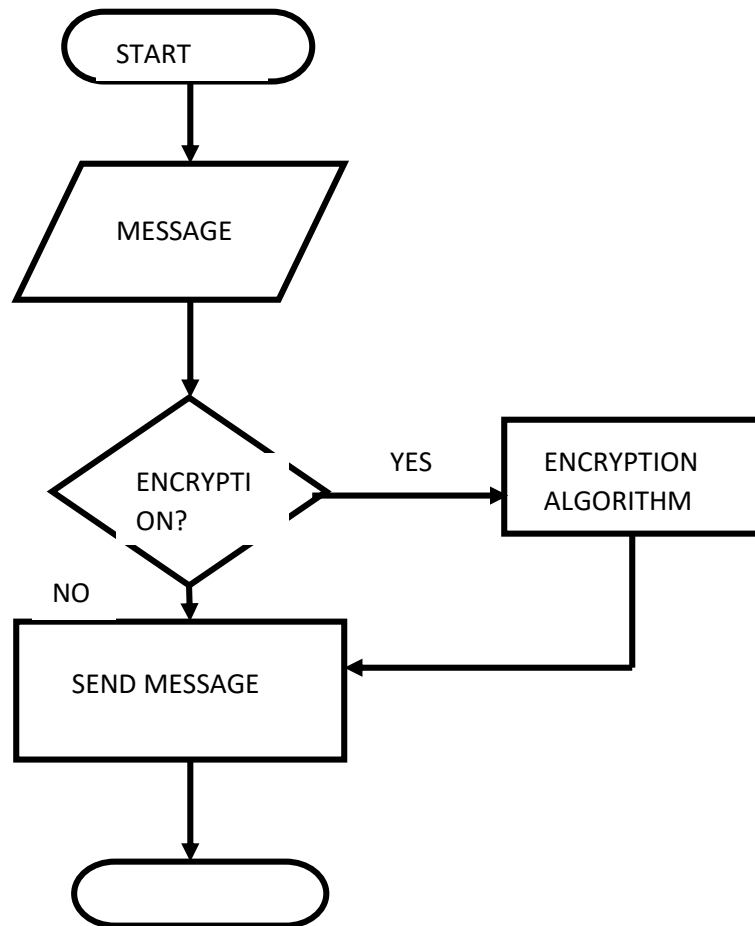 START
MESSAGE
ENCRYPTI
ON?
YES
ENCRYPTION
ALGORITHM
NO
SEND MESSAGE